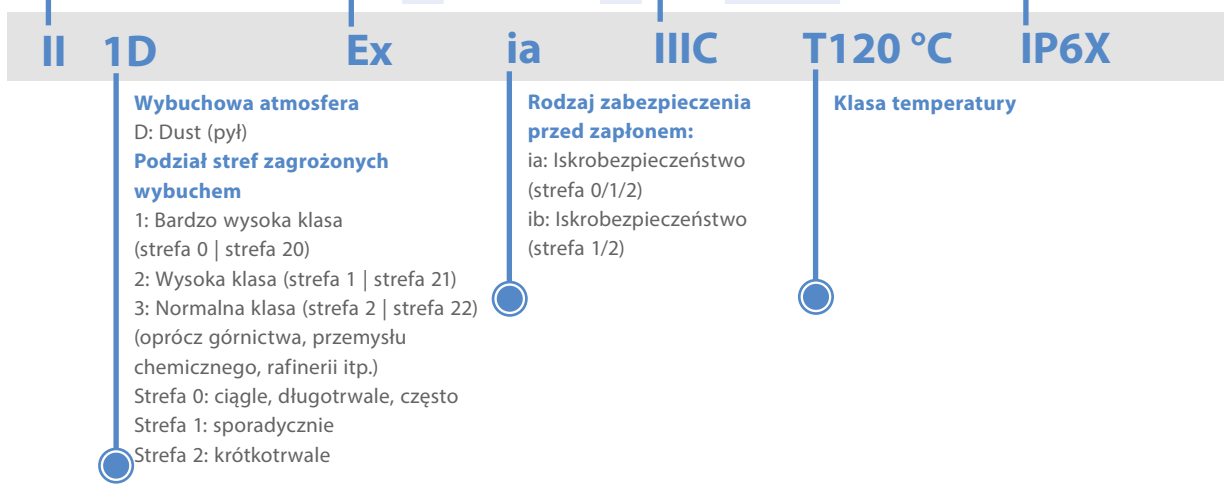 II 1D Ex ia IIIC T120 °C IP6X
Wybuchowa atmosfera
D: Dust (pył)
Podział stref zagrożonych
wybuchem
1: Bardzo wysoka klasa
(strefa 0 | strefa 20)
2: Wysoka klasa (strefa 1 | strefa 21)
3: Normalna klasa (strefa 2 | strefa 22)
(oprócz górnictwa, przemysłu
chemicznego, rafinerii itp.)
Strefa 0: ciągle, długotrwale, często
Strefa 1: sporadycznie
Strefa 2: krótkotrwale
Rodzaj zabezpieczenia
przed zapłonem:
ia: Iskrobezpieczeństwo
(strefa 0/1/2)
ib: Iskrobezpieczeństwo
(strefa 1/2)
Klasa temperatury